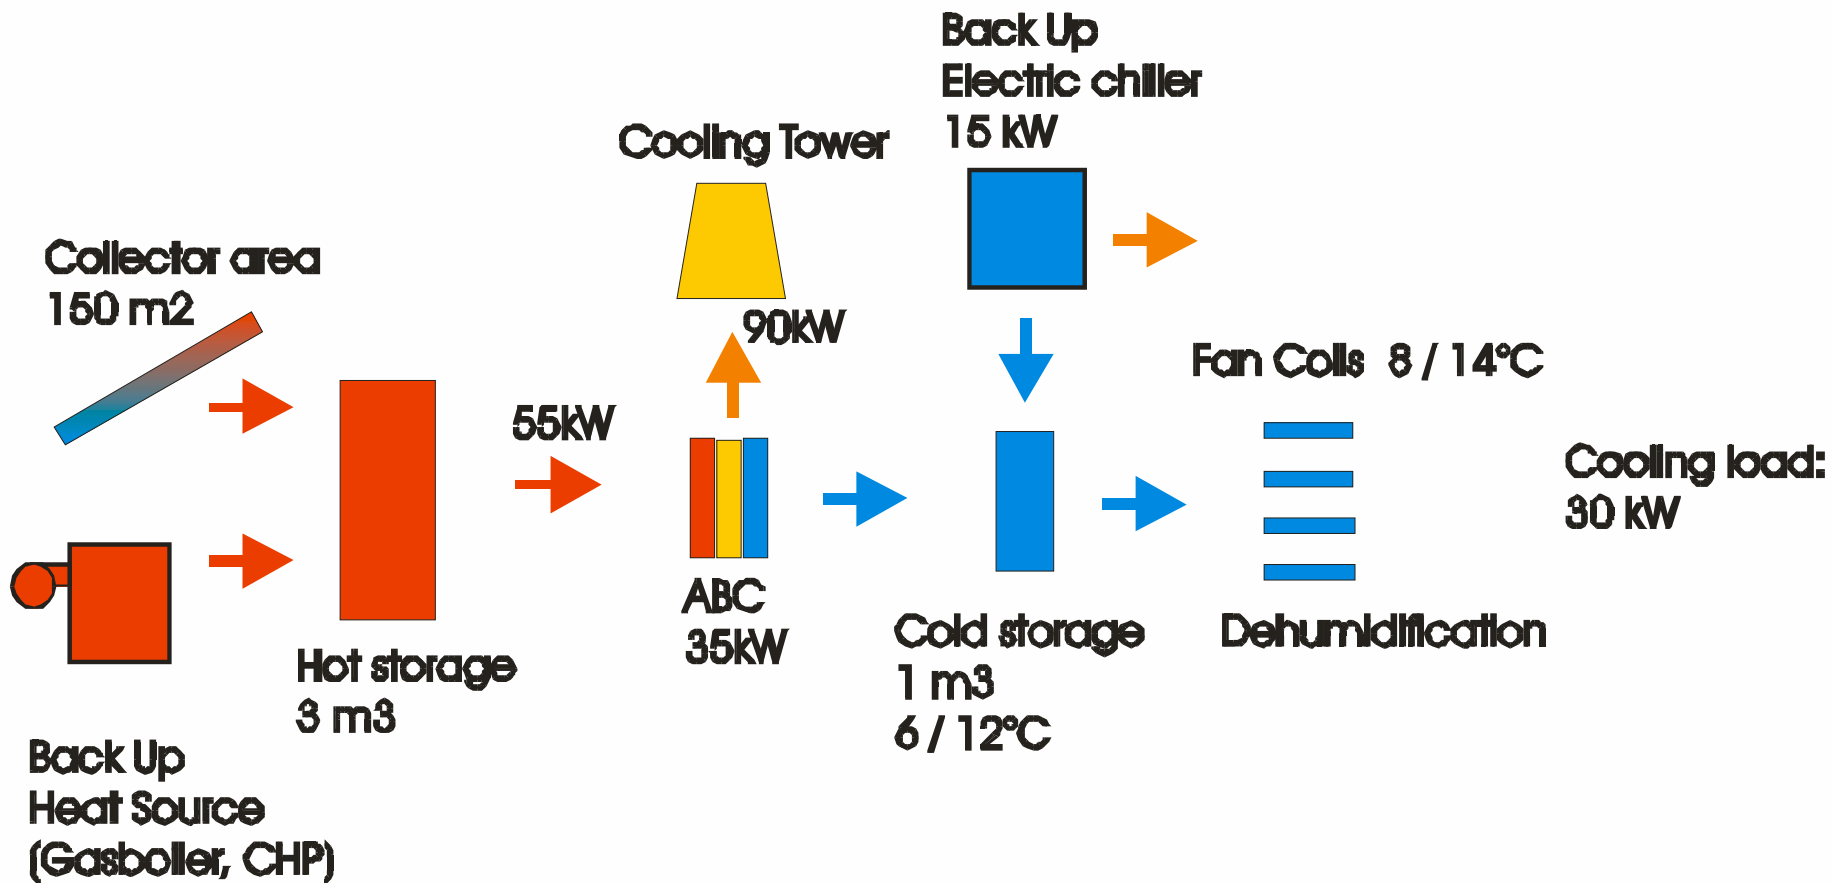 Back Up
Electric chiller
15 kW
Cooling Tower
90kW
Collector area
150 m2
55kW
Fan Coils  8 / 14°C
Cooling load:
30 kW
ABC
35kW
Cold storage
1 m3
6 / 12°C
Dehumidification
Hot storage
3 m3
Back Up
Heat Source
(Gasboiler, CHP)